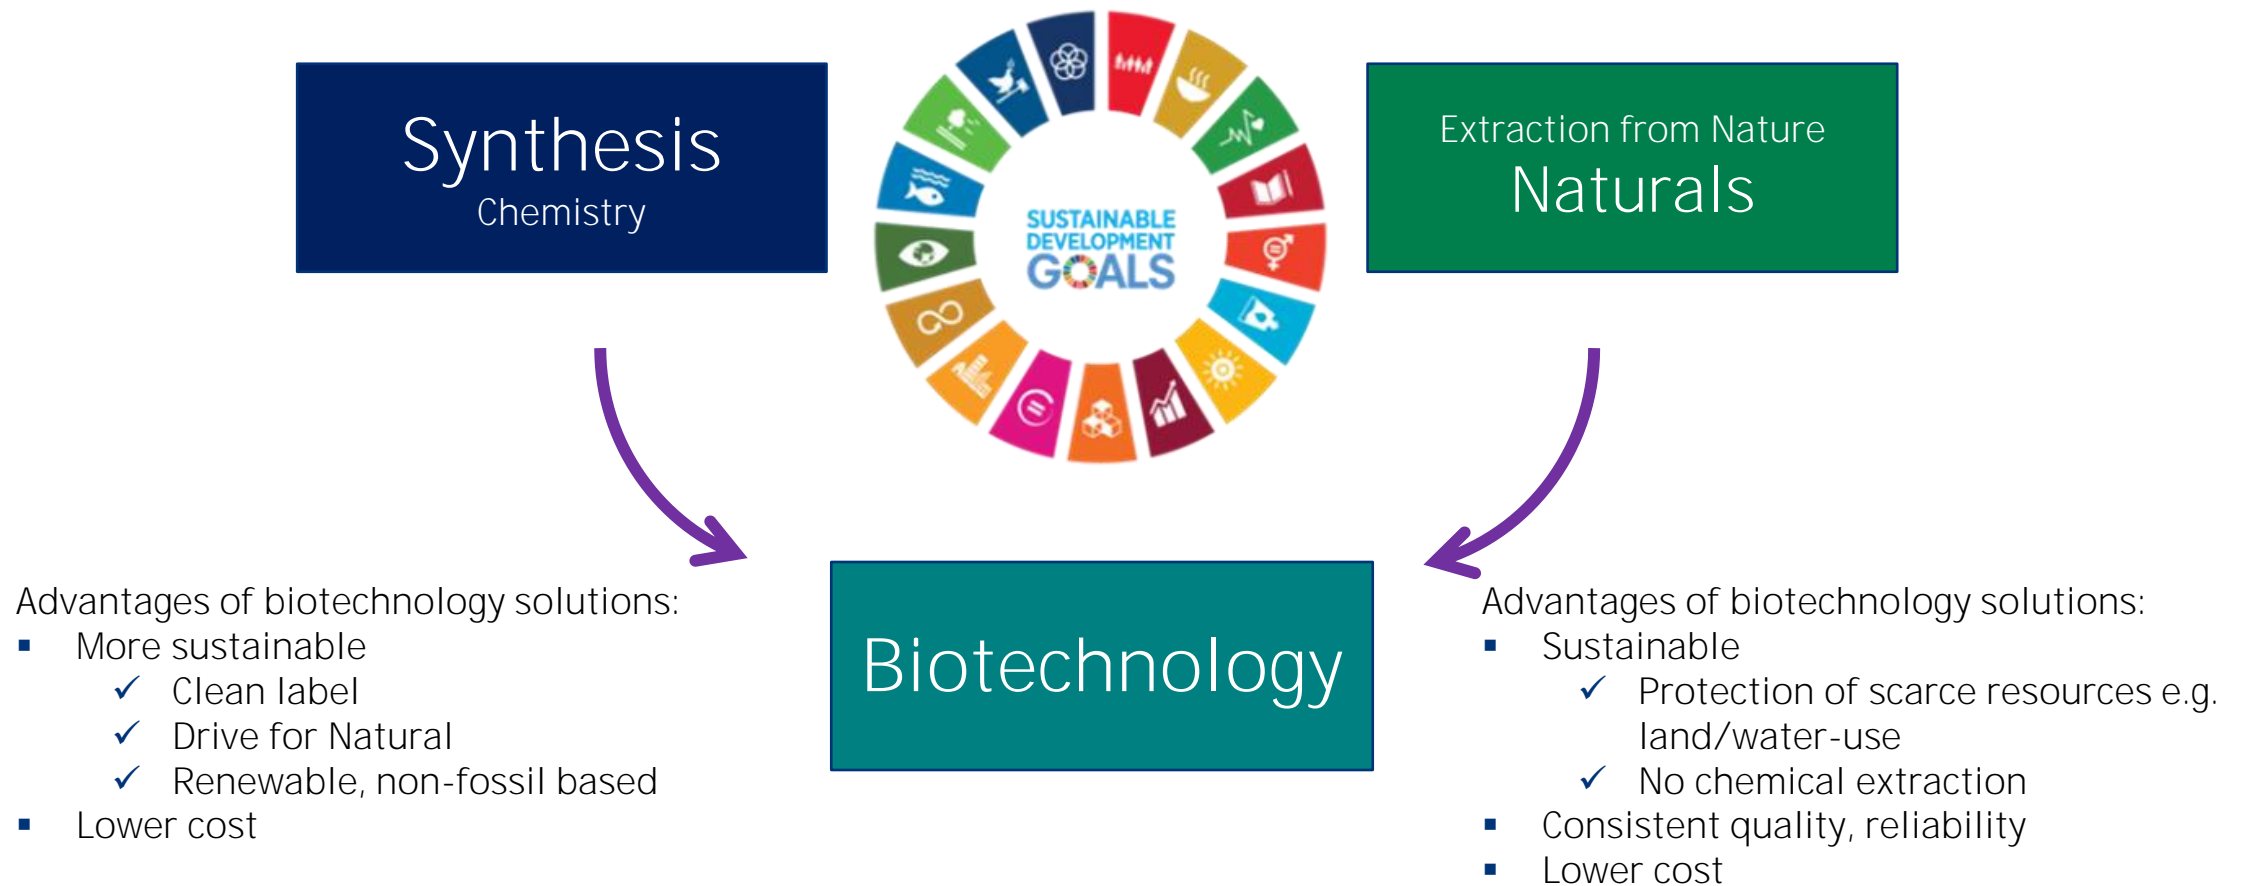 Synthesis
Chemistry
SUSTAINABLE
DEVELOPMENT
GOALS
Extraction from Nature
Naturals
Biotechnology
Advantages of biotechnology solutions:
▪ More sustainable
✓ Clean label
✓ Drive for Natural
✓ Renewable, non-fossil based
▪ Lower cost
Advantages of biotechnology solutions:
▪ Sustainable
✓ Protection of scarce resources e.g.
land/water-use
✓ No chemical extraction
▪ Consistent quality, reliability
▪ Lower cost